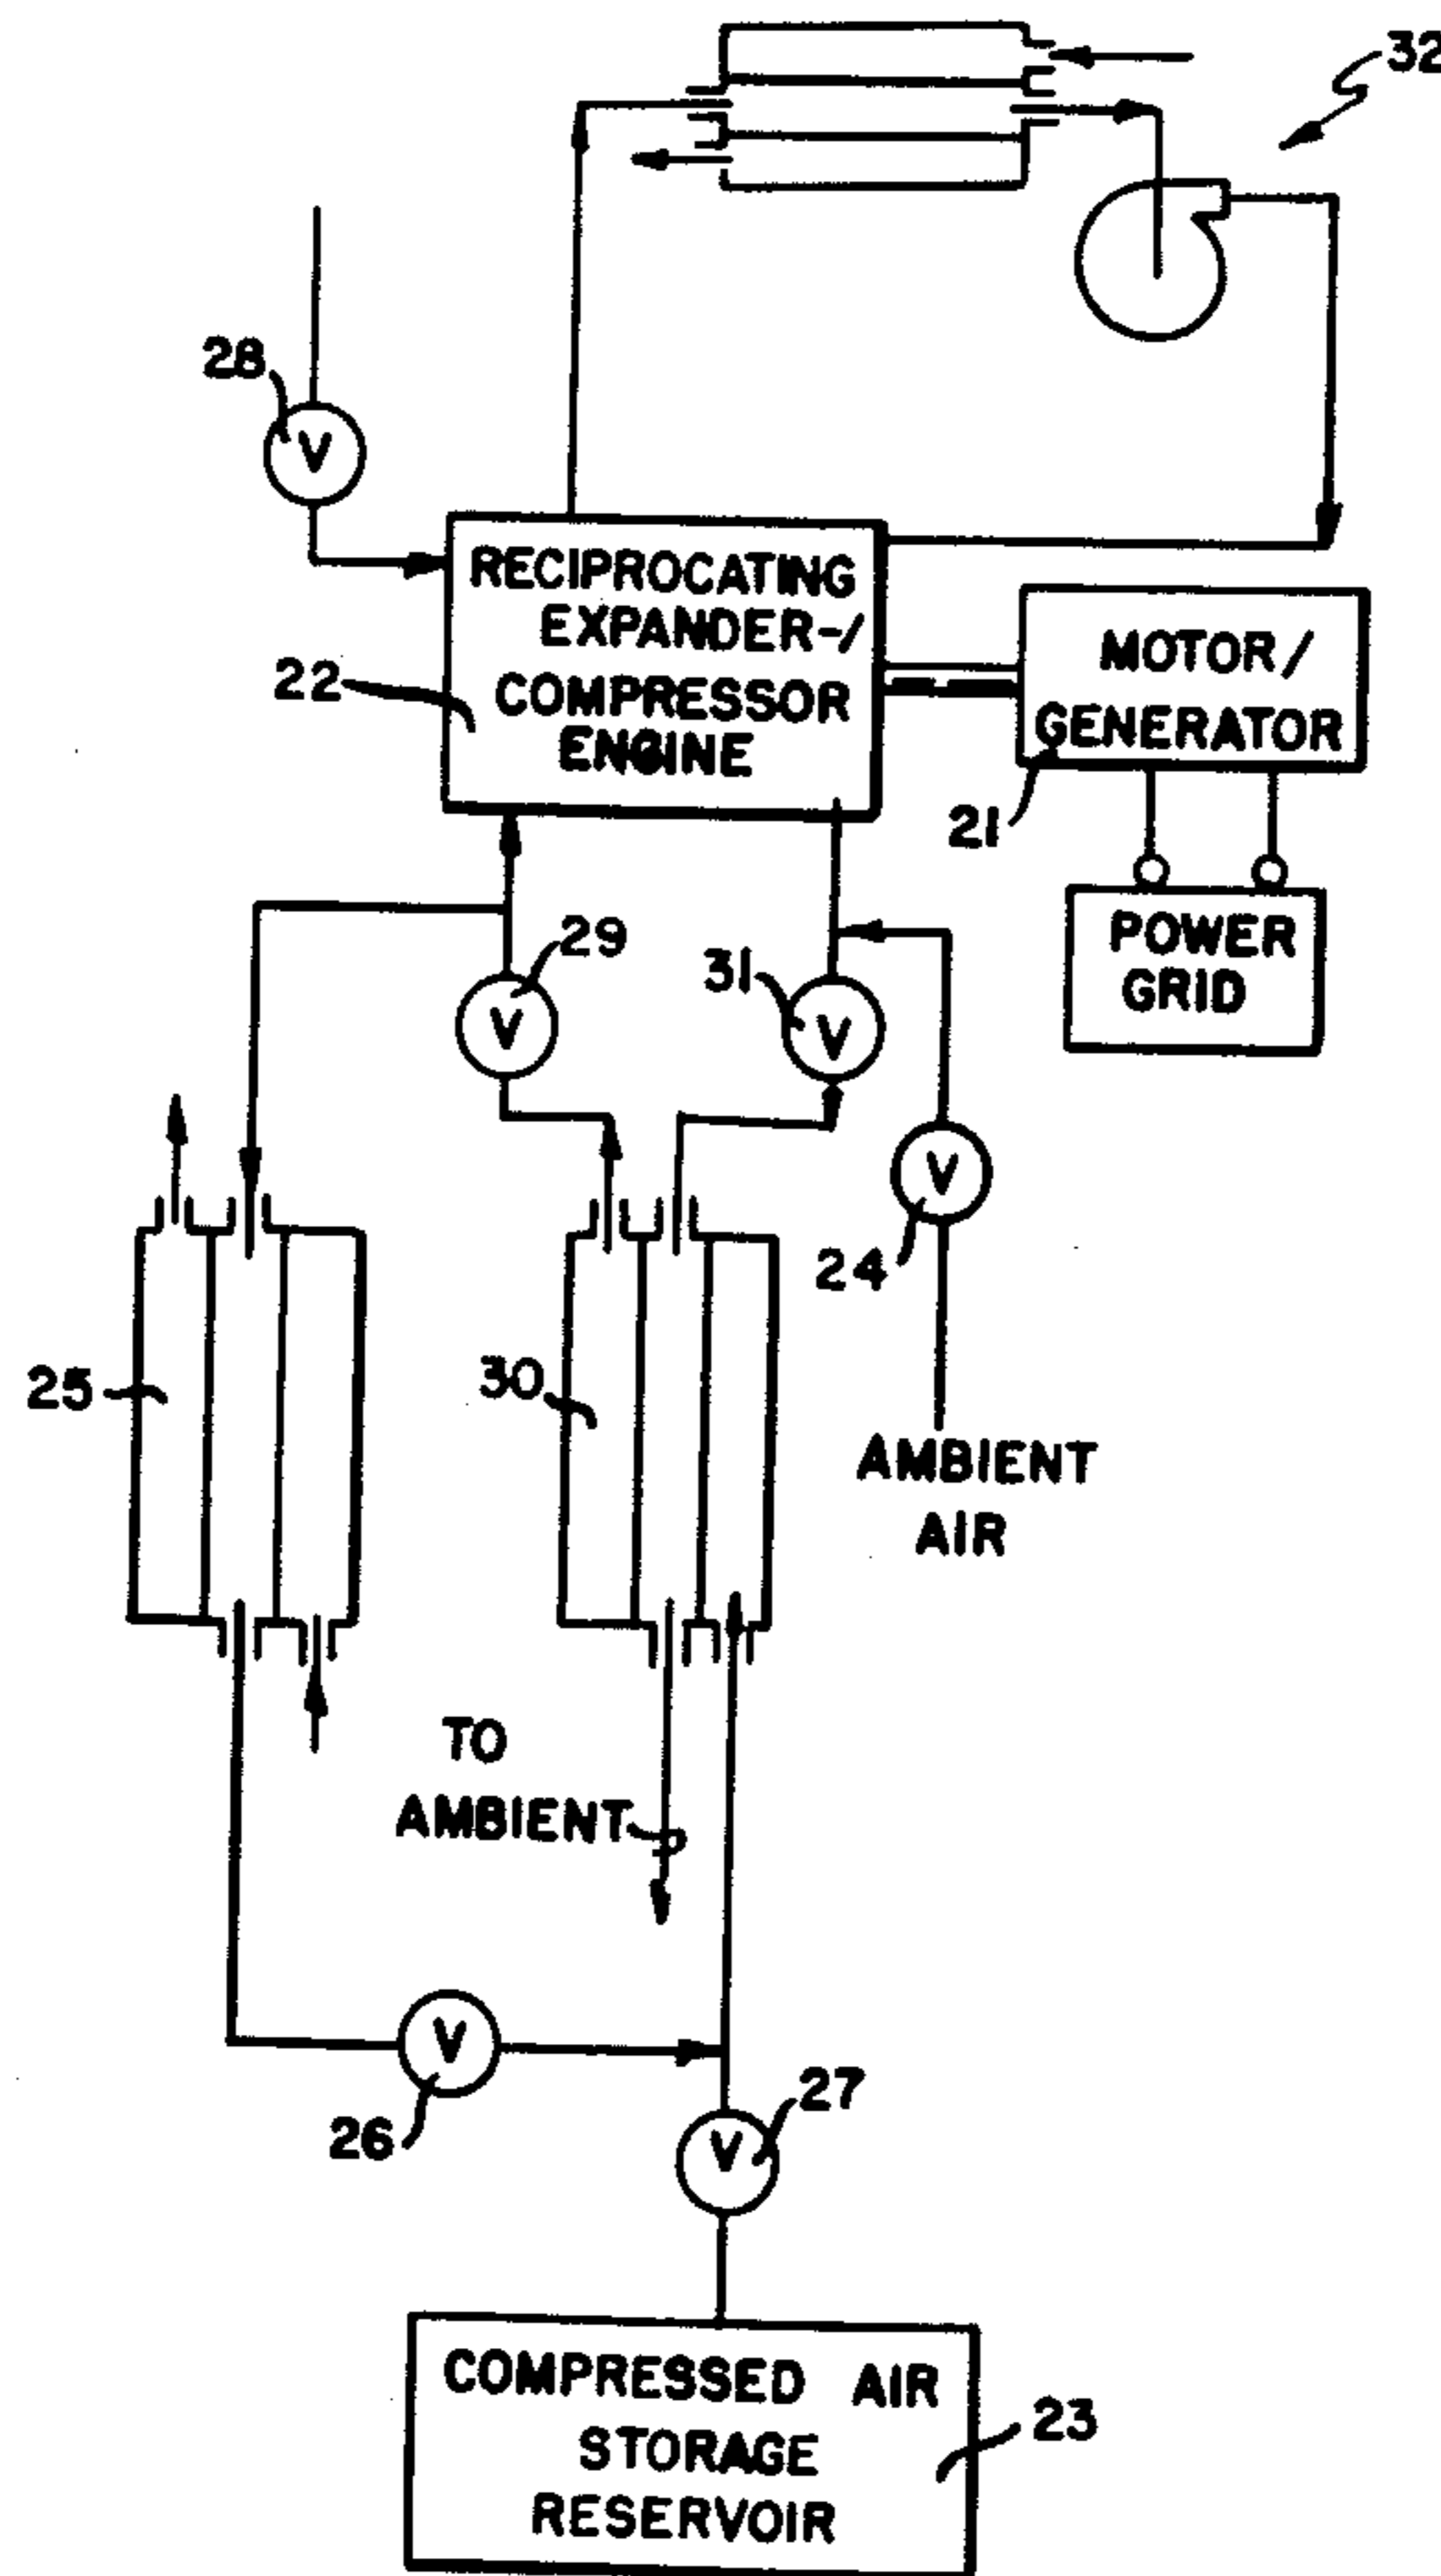 32
28
V
RECIPROCATING
EXPANDER-/
COMPRESSOR
ENGINE
22
MOTOR/
GENERATOR
21
POWER
GRID
29
V
31
V
V
24
25
30
AMBIENT
AIR
TO
AMBIENT
V
26
27
V
COMPRESSED AIR
STORAGE
RESERVOIR
23